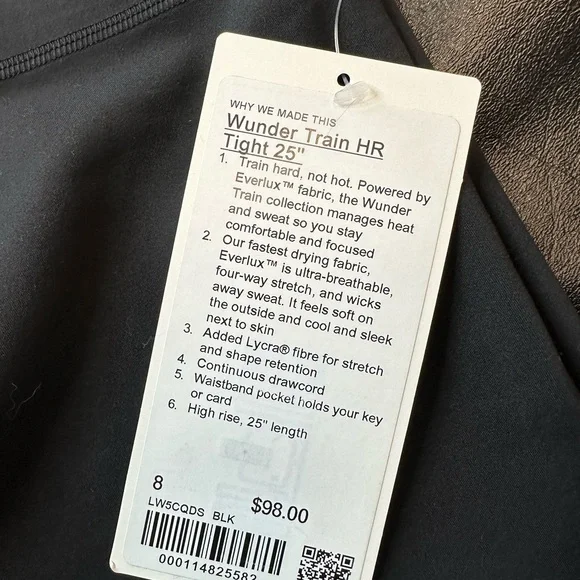 WHY WE MADE THIS
Wunder Train HR
Tight 25"
1. Train hard, not hot. Powered by
Everlux™ fabric, the Wunder
Train collection manages heat
and sweat so you stay
comfortable and focused
2. Our fastest drying fabric,
Everlux™ is ultra-breathable,
four-way stretch, and wicks
away sweat. It feels soft on
the outside and cool and sleek
next to skin
3. Added Lycra® fibre for stretch
and shape retention
4. Continuous drawcord
5. Waistband pocket holds your key
or card
6. High rise, 25" length
8
LW5CQDS BLK $98.00
000114825582